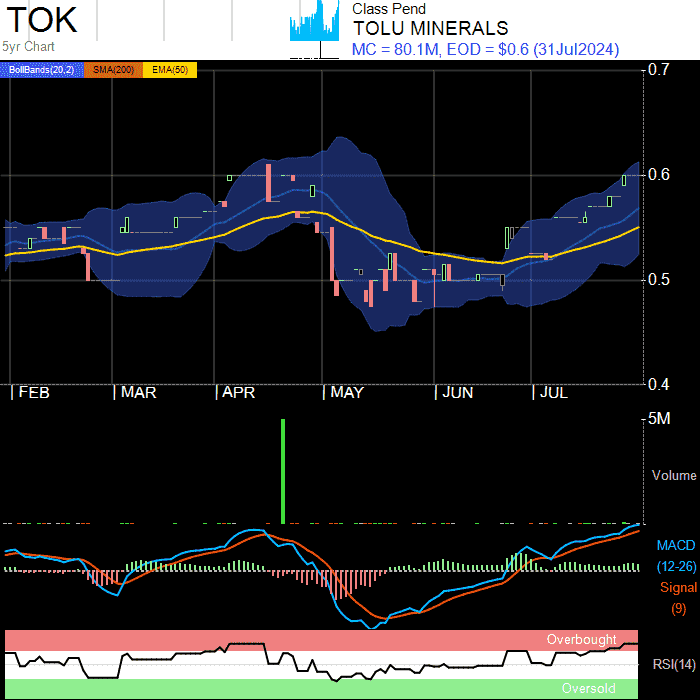 TOK
5yr Chart
Class Pend
TOLU MINERALS
MC = 80.1M, EOD = $0.6 (31Jul2024)
BollBands(20,2) SMA(200) EMA(50)
0.7
0.6
0.5
0.4
FEB MAR APR MAY JUN JUL
5M
Volume
MACD
(12-26)
Signal
(9)
Overbought
RSI(14)
Oversold